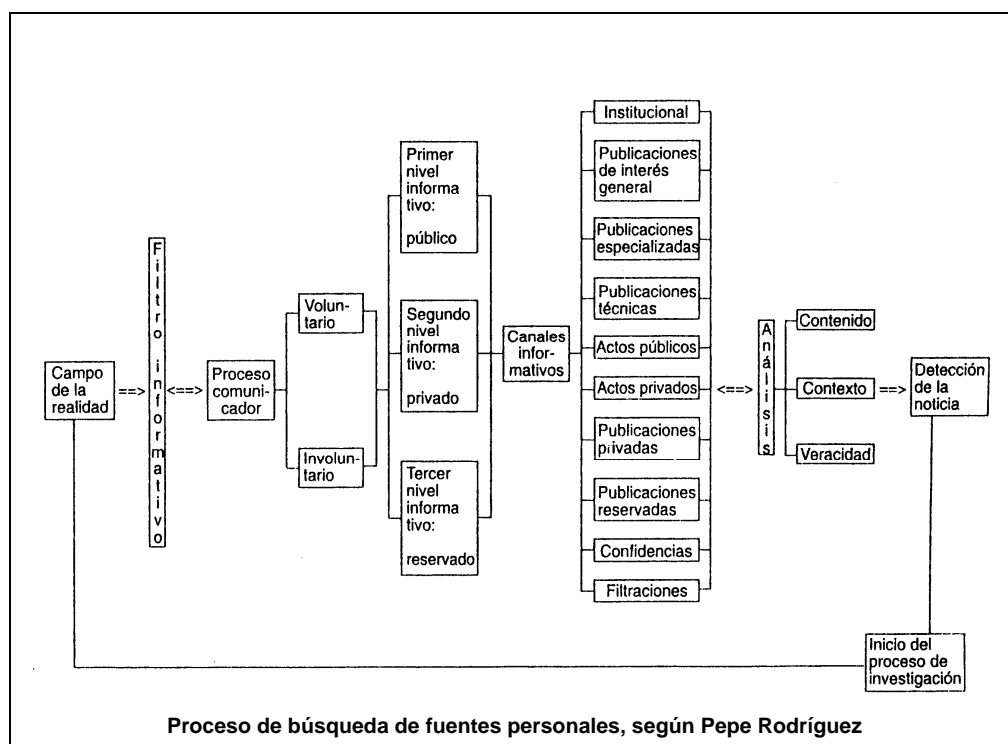 Campo
de la
realidad
==>
Filtro informativo
<==>
Proceso
comuni-
cador
Volun-
tario
Involun-
tario
Primer
nivel
informa
tivo:
público
Segundo
nivel
informa
tivo:
privado
Tercer
nivel
informa
tivo:
reservado
Canales
infor-
mativos
Institucional
Publicaciones
de interés
general
Publicaciones
especializadas
Publicaciones
técnicas
Actos públicos
Actos privados
Publicaciones
privadas
Publicaciones
reservadas
Confidencias
Filtraciones
<==>
Análisis
Contenido
Contexto
Veracidad
==>
Detección
de la
noticia
Inicio del
proceso de
investigación
Proceso de búsqueda de fuentes personales, según Pepe Rodríguez